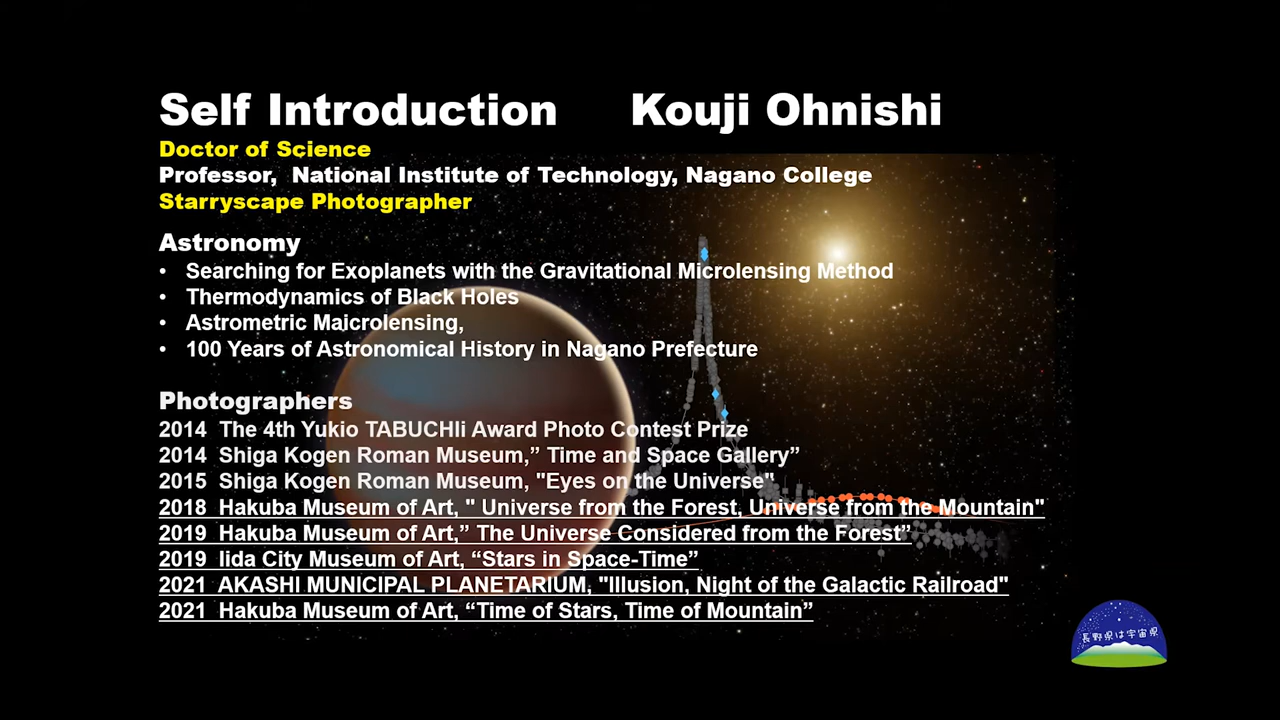 Self Introduction Kouji Ohnishi
Doctor of Science
Professor, National Institute of Technology, Nagano College
Starryscape Photographer
Astronomy
• Searching for Exoplanets with the Gravitational Microlensing Method
• Thermodynamics of Black Holes
• Astrometric Maicrolensing,
• 100 Years of Astronomical History in Nagano Prefecture
Photographers
2014 The 4th Yukio TABUCHIi Award Photo Contest Prize
2014 Shiga Kogen Roman Museum,” Time and Space Gallery”
2015 Shiga Kogen Roman Museum, "Eyes on the Universe"
2018 Hakuba Museum of Art, " Universe from the Forest, Universe from the Mountain"
2019 Hakuba Museum of Art,” The Universe Considered from the Forest”
2019 Iida City Museum of Art, “Stars in Space-Time”
2021 AKASHI MUNICIPAL PLANETARIUM, "Illusion, Night of the Galactic Railroad"
2021 Hakuba Museum of Art, “Time of Stars, Time of Mountain”
長野県は宇宙県